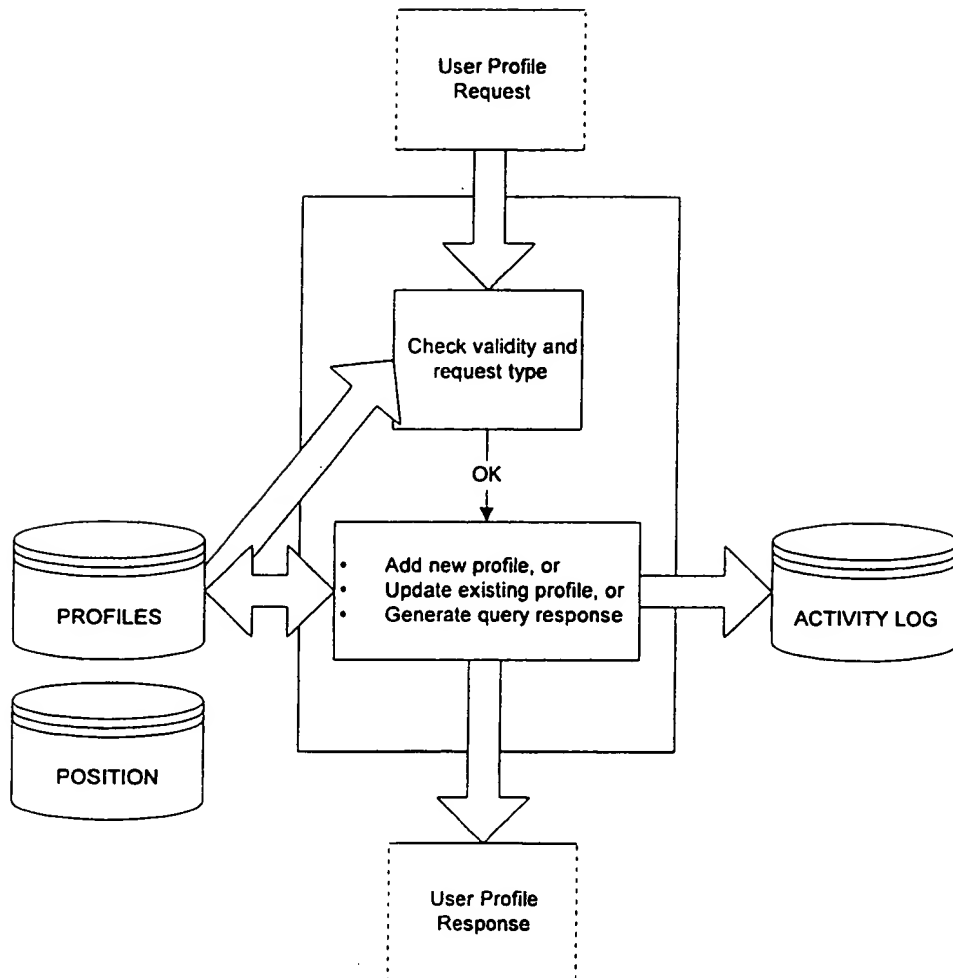 User Profile
Request
Check validity and
request type
OK
• Add new profile, or
• Update existing profile, or
• Generate query response
PROFILES
ACTIVITY LOG
POSITION
User Profile
Response